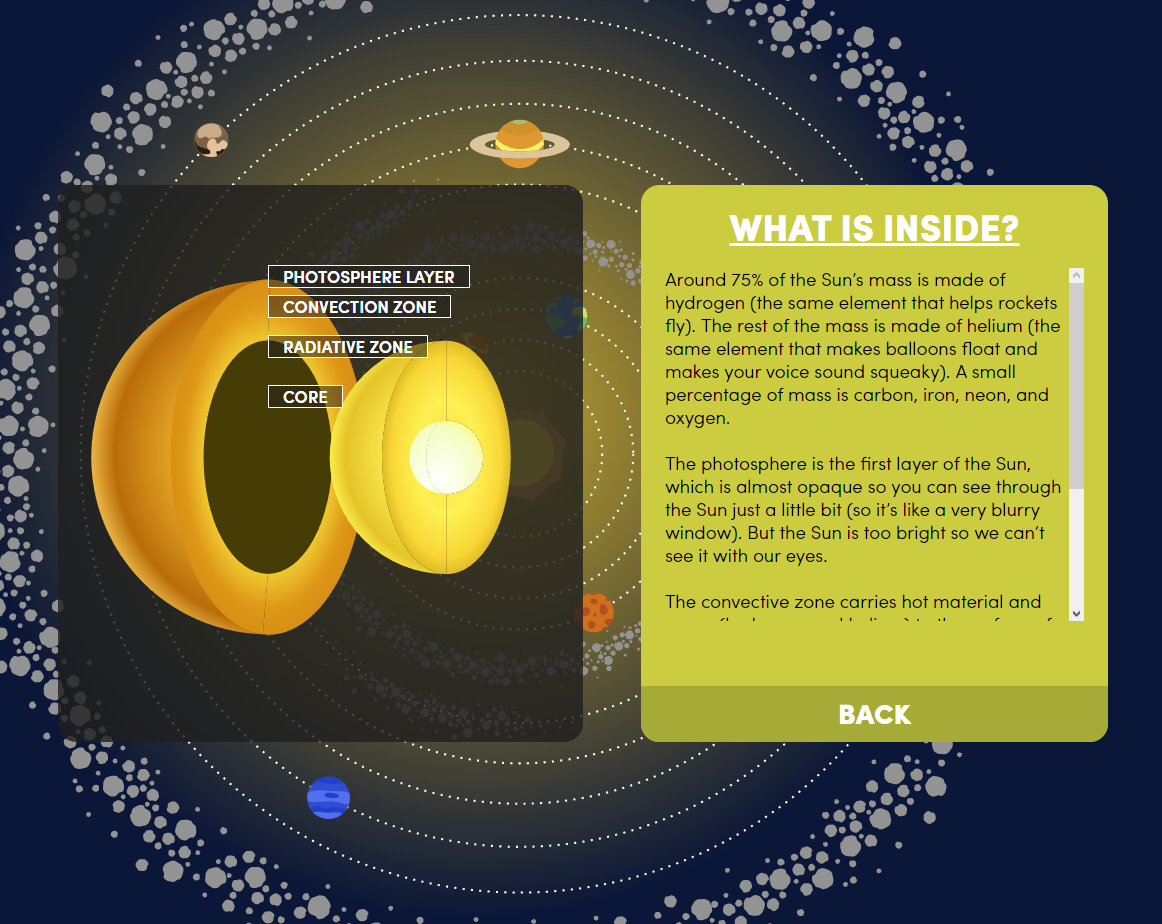 WHAT IS INSIDE?
PHOTOSPHERE LAYER
CONVECTION ZONE
RADIATIVE ZONE
CORE
Around 75% of the Sun’s mass is made of
hydrogen (the same element that helps rockets
fly). The rest of the mass is made of helium (the
same element that makes balloons float and
makes your voice sound squeaky). A small
percentage of mass is carbon, iron, neon, and
oxygen.
The photosphere is the first layer of the Sun,
which is almost opaque so you can see through
the Sun just a little bit (so it’s like a very blurry
window). But the Sun is too bright so we can’t
see it with our eyes.
The convective zone carries hot material and
BACK